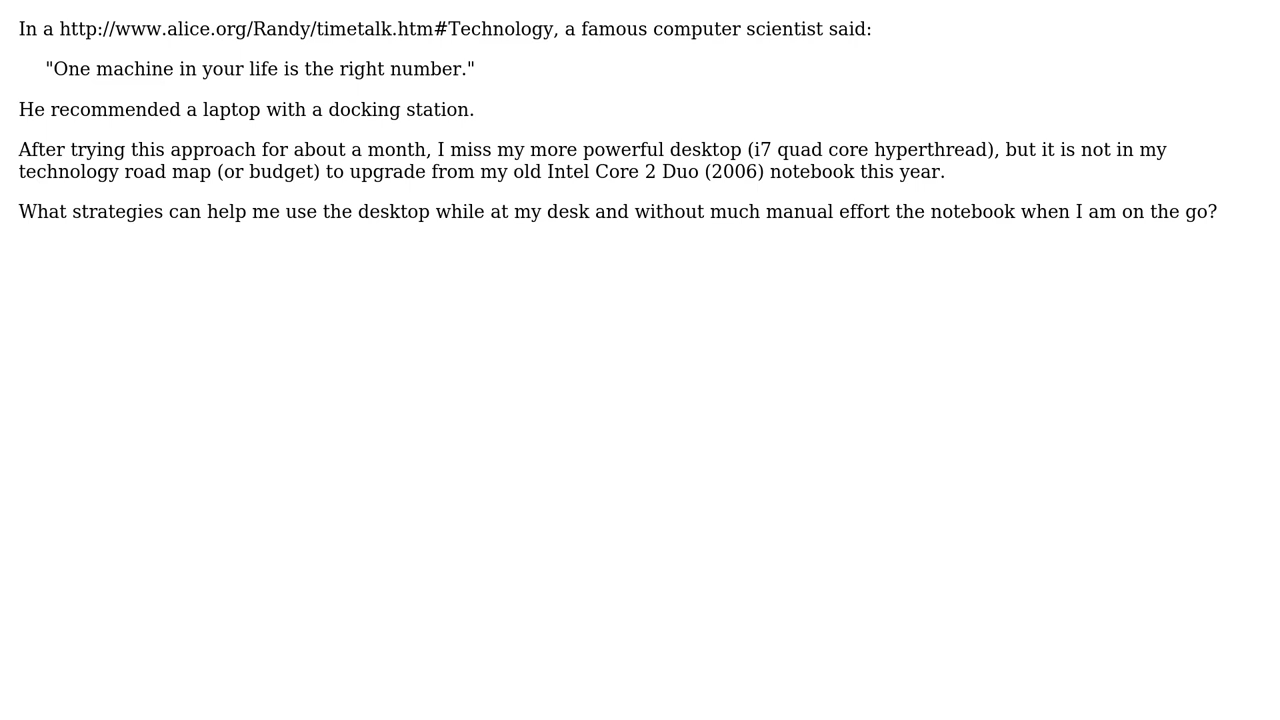 In a http://www.alice.org/Randy/timetalk.htm#Technology, a famous computer scientist said:
"One machine in your life is the right number."
He recommended a laptop with a docking station.
After trying this approach for about a month, I miss my more powerful desktop (i7 quad core hyperthread), but it is not in my
technology road map (or budget) to upgrade from my old Intel Core 2 Duo (2006) notebook this year.
What strategies can help me use the desktop while at my desk and without much manual effort the notebook when I am on the go?